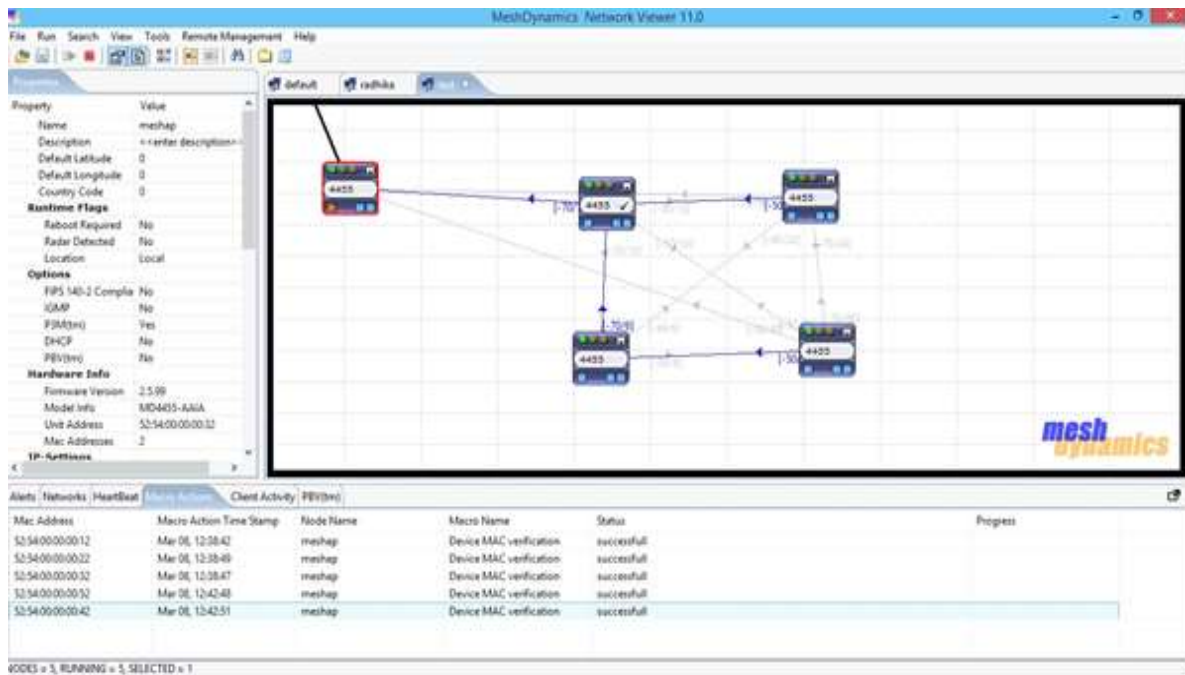 MeshDynamics Network Viewer 11.0
File Run Search View Tools Remote Management Help
Properties
default radhika test
Property Value
Name meshap
Description <<enter description>>
Default Latitude 0
Default Longitude 0
Country Code 0
Runtime Flags
Reboot Required No
Radar Detected No
Location Local
Options
FIPS 140-2 Complia No
IGMP No
P3M(tm) Yes
DHCP No
PBV(tm) No
Hardware Info
Firmware Version 2.5.99
Model Info MD4455-AAIA
Unit Address 52:54:00:00:00:32
Mac Addresses 2
IP-Settings
4455
4455
4455
4455
4455
mesh
dynamics
Alerts Networks HeartBeat Macro Actions Client Activity PBV(tm)
Mac Address Macro Action Time Stamp Node Name Macro Name Status Progress
52:54:00:00:00:12 Mar 08, 12:38:42 meshap Device MAC verification successfull
52:54:00:00:00:22 Mar 08, 12:38:49 meshap Device MAC verification successfull
52:54:00:00:00:32 Mar 08, 12:38:47 meshap Device MAC verification successfull
52:54:00:00:00:52 Mar 08, 12:42:48 meshap Device MAC verification successfull
52:54:00:00:00:42 Mar 08, 12:42:51 meshap Device MAC verification successfull
NODES = 5, RUNNING = 5, SELECTED = 1